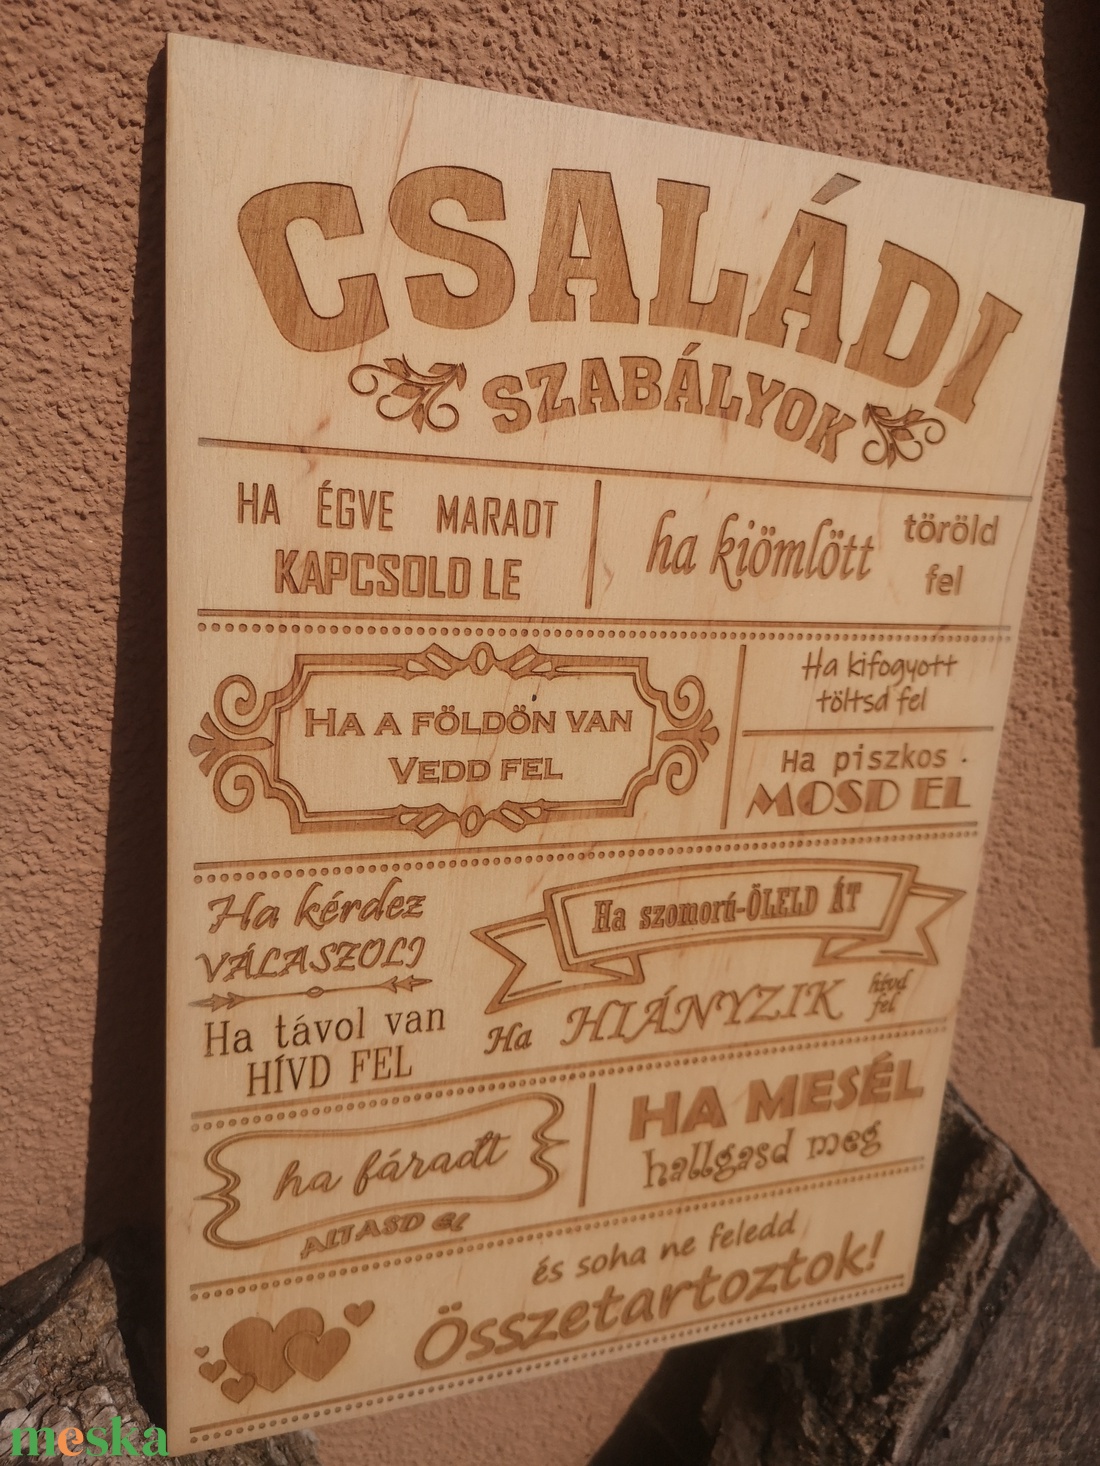 CSALÁDI
SZABÁLYOK
HA ÉGVE MARADT
KAPCSOLD LE
ha kiömlött
töröld
fel
HA A FÖLDÖN VAN
VEDD FEL
Ha kifogyott
töltsd fel
Ha piszkos
MOSD EL
Ha kérdez
VÁLASZOLJ
Ha távol van
HÍVD FEL
Ha szomorú-ÖLELD ÁT
Ha HIÁNYZIK hívd
fel
ha fáradt
ALTASD EL
HA MESÉL
hallgasd meg
és soha ne feledd
Összetartoztok!
meska